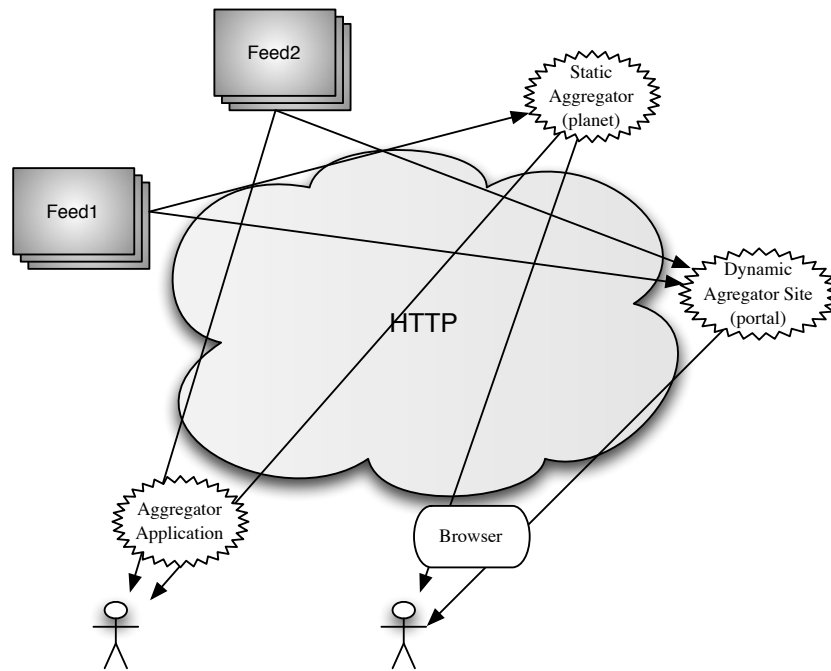 Feed2
Static
Aggregator
(planet)
Feed1
Dynamic
Agregator Site
(portal)
HTTP
Aggregator
Application
Browser